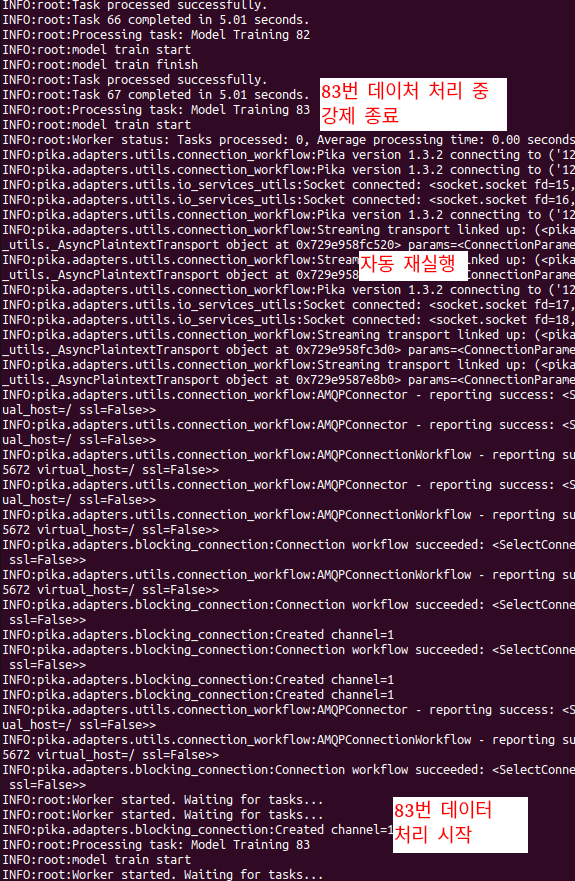 INFO:root:Task processed successfully.
INFO:root:Task 66 completed in 5.01 seconds.
INFO:root:Processing task: Model Training 82
INFO:root:model train start
INFO:root:model train finish
INFO:root:Task processed successfully.
INFO:root:Task 67 completed in 5.01 seconds.
INFO:root:Processing task: Model Training 83
83번 데이처 처리 중
강제 종료
INFO:root:model train start
INFO:root:Worker status: Tasks processed: 0, Average processing time: 0.00 seconds
INFO:pika.adapters.utils.connection_workflow:Pika version 1.3.2 connecting to ('12
INFO:pika.adapters.utils.connection_workflow:Pika version 1.3.2 connecting to ('12
INFO:pika.adapters.utils.io_services_utils:Socket connected: <socket.socket fd=15,
INFO:pika.adapters.utils.io_services_utils:Socket connected: <socket.socket fd=16,
INFO:pika.adapters.utils.connection_workflow:Pika version 1.3.2 connecting to ('12
INFO:pika.adapters.utils.connection_workflow:Streaming transport linked up: (<pika
_utils._AsyncPlaintextTransport object at 0x729e958fc520> params=<ConnectionParame
INFO:pika.adapters.utils.connection_workflow:Stream
nked up: (<pika
자동 재실행
_utils._AsyncPlaintextTransport object at 0x729e958
ConnectionParame
INFO:pika.adapters.utils.connection_workflow:Pika version 1.3.2 connecting to ('12
INFO:pika.adapters.utils.io_services_utils:Socket connected: <socket.socket fd=17,
INFO:pika.adapters.utils.io_services_utils:Socket connected: <socket.socket fd=18,
INFO:pika.adapters.utils.connection_workflow:Streaming transport linked up: (<pika
_utils._AsyncPlaintextTransport object at 0x729e958fc3d0> params=<ConnectionParame
INFO:pika.adapters.utils.connection_workflow:Streaming transport linked up: (<pika
_utils._AsyncPlaintextTransport object at 0x729e9587e8b0> params=<ConnectionParame
INFO:pika.adapters.utils.connection_workflow:AMQPConnector - reporting success: <S
ual_host=/ ssl=False>>
INFO:pika.adapters.utils.connection_workflow:AMQPConnector - reporting success: <S
ual_host=/ ssl=False>>
INFO:pika.adapters.utils.connection_workflow:AMQPConnectionWorkflow - reporting su
5672 virtual_host=/ ssl=False>>
INFO:pika.adapters.utils.connection_workflow:AMQPConnector - reporting success: <S
ual_host=/ ssl=False>>
INFO:pika.adapters.utils.connection_workflow:AMQPConnectionWorkflow - reporting su
5672 virtual_host=/ ssl=False>>
INFO:pika.adapters.blocking_connection:Connection workflow succeeded: <SelectConne
ssl=False>>
INFO:pika.adapters.utils.connection_workflow:AMQPConnectionWorkflow - reporting su
5672 virtual_host=/ ssl=False>>
INFO:pika.adapters.blocking_connection:Connection workflow succeeded: <SelectConne
ssl=False>>
INFO:pika.adapters.blocking_connection:Created channel=1
INFO:pika.adapters.blocking_connection:Connection workflow succeeded: <SelectConne
ssl=False>>
INFO:pika.adapters.blocking_connection:Created channel=1
INFO:pika.adapters.blocking_connection:Created channel=1
INFO:pika.adapters.utils.connection_workflow:AMQPConnector - reporting success: <S
ual_host=/ ssl=False>>
INFO:pika.adapters.utils.connection_workflow:AMQPConnectionWorkflow - reporting su
5672 virtual_host=/ ssl=False>>
INFO:pika.adapters.blocking_connection:Connection workflow succeeded: <SelectConne
ssl=False>>
INFO:root:Worker started. Waiting for tasks...
INFO:root:Worker started. Waiting for tasks...
83번 데이터
처리 시작
INFO:pika.adapters.blocking_connection:Created channel=1
INFO:root:Processing task: Model Training 83
INFO:root:model train start
INFO:root:Worker started. Waiting for tasks...